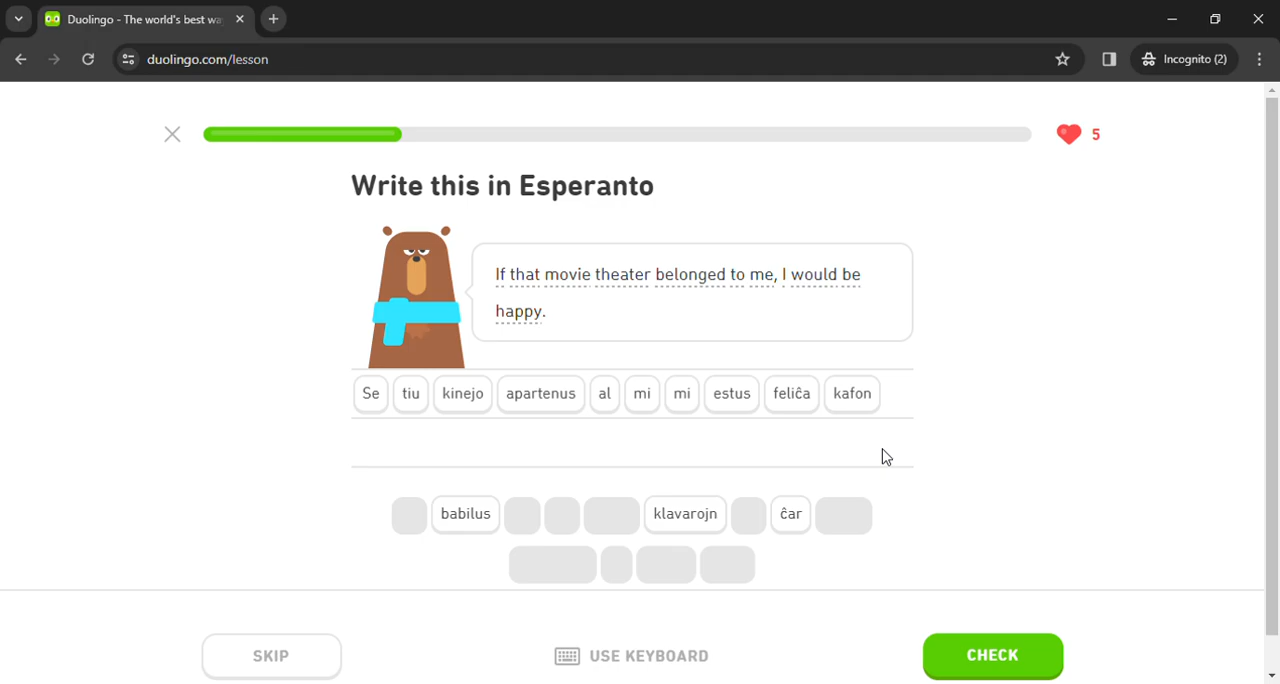 Duolingo - The world's best wa
duolingo.com/lesson
Incognito (2)
5
Write this in Esperanto
If that movie theater belonged to me, I would be
happy.
Se tiu kinejo apartenus al mi mi estus feliĉa kafon
babilus klavarojn ĉar
SKIP USE KEYBOARD CHECK